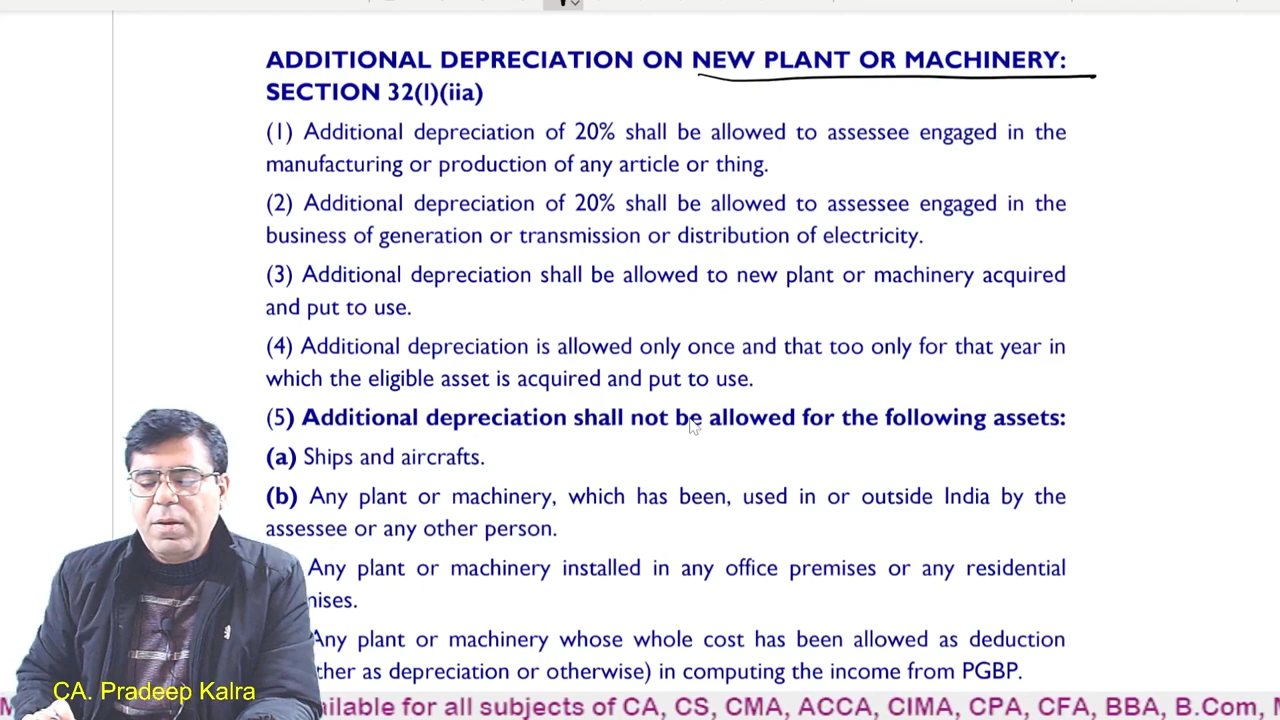 ADDITIONAL DEPRECIATION ON NEW PLANT OR MACHINERY:
SECTION 32(I)(iia)
(1) Additional depreciation of 20% shall be allowed to assessee engaged in the
manufacturing or production of any article or thing.
(2) Additional depreciation of 20% shall be allowed to assessee engaged in the
business of generation or transmission or distribution of electricity.
(3) Additional depreciation shall be allowed to new plant or machinery acquired
and put to use.
(4) Additional depreciation is allowed only once and that too only for that year in
which the eligible asset is acquired and put to use.
(5) Additional depreciation shall not be allowed for the following assets:
(a) Ships and aircrafts.
(b) Any plant or machinery, which has been, used in or outside India by the
assessee or any other person.
Any plant or machinery installed in any office premises or any residential
Any plant or machinery whose whole cost has been allowed as deduction
as depreciation or otherwise) in computing the income from PGBP.
CA. Pradeep Kalra
for all subjects of CA, CS, CMA, ACCA, CIMA, CPA, CFA, BBA, B.Com,